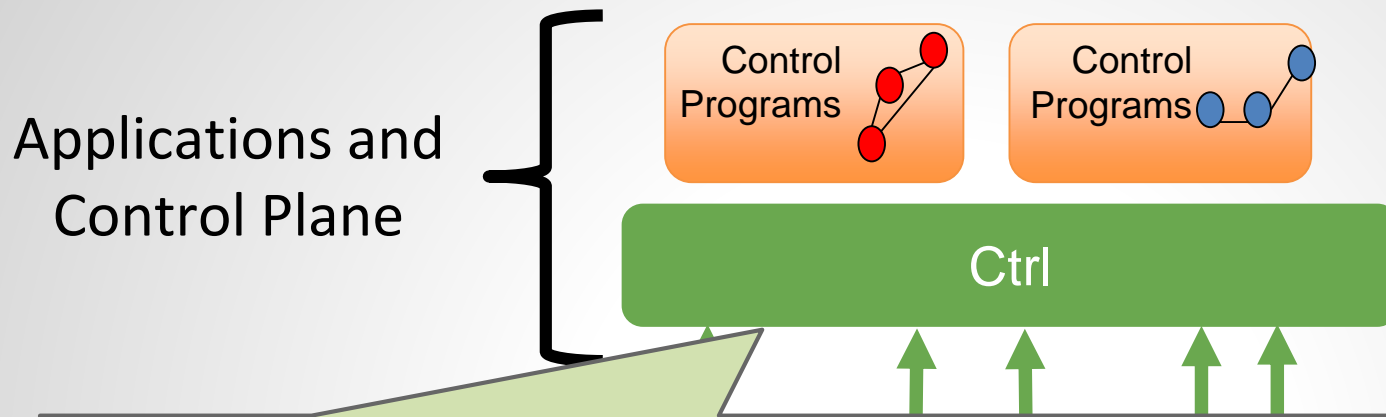 Applications and
Control Plane
Control
Programs
Control
Programs
Ctrl